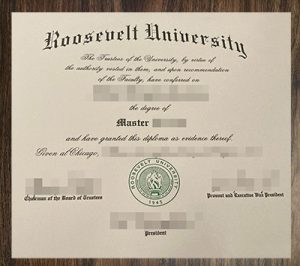 Roosevelt University
The Trustees of the University, by virtue of
the authority vested in them, and upon recommendation
of the Faculty, have conferred on
the degree of
Master
and have granted this diploma as evidence thereof.
Given at Chicago,
ROOSEVELT UNIVERSITY
1945
Chairman of the Board of Trustees
Provost and Executive Vice President
President